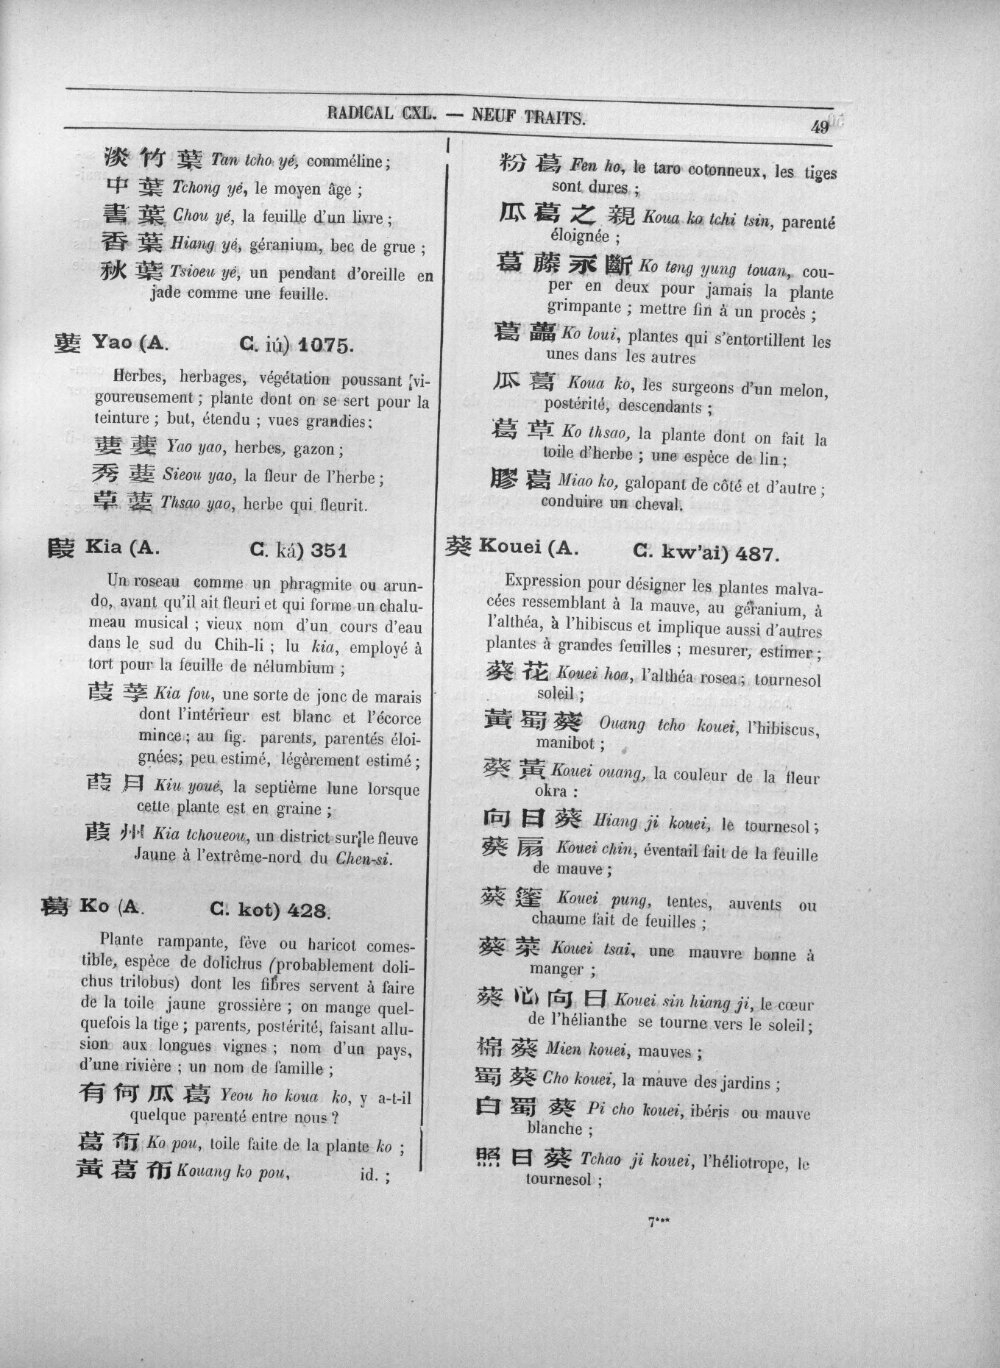 RADICAL CXL. — NEUF TRAITS.
49
淡竹葉 Tan tcho yé, comméline ;
中葉 Tchong yé, le moyen âge ;
書葉 Chou yé, la feuille d'un livre ;
香葉 Hiang yé, géranium, bec de grue ;
秋葉 Tsioeu yé, un pendant d'oreille en
jade comme une feuille.
葽 Yao (A. C. iú) 1075.
Herbes, herbages, végétation poussant vi-
goureusement ; plante dont on se sert pour la
teinture ; but, étendu ; vues grandies :
葽葽 Yao yao, herbes, gazon ;
秀葽 Sieou yao, la fleur de l'herbe ;
草葽 Thsao yao, herbe qui fleurit.
葭 Kia (A. C. ká) 351
Un roseau comme un phragmite ou arun-
do, avant qu'il ait fleuri et qui forme un chalu-
meau musical ; vieux nom d'un cours d'eau
dans le sud du Chih-li ; lu kia, employé à
tort pour la feuille de nélumbium ;
葭莩 Kia fou, une sorte de jonc de marais
dont l'intérieur est blanc et l'écorce
mince ; au fig. parents, parentés éloi-
gnées; peu estimé, légèrement estimé ;
葭月 Kiu youé, la septième lune lorsque
cette plante est en graine ;
葭州 Kia tchoueou, un district sur le fleuve
Jaune à l'extrême-nord du Chen-si.
葛 Ko (A. C. kot) 428.
Plante rampante, fève ou haricot comes-
tible, espèce de dolichus (probablement doli-
chus trilobus) dont les fibres servent à faire
de la toile jaune grossière ; on mange quel-
quefois la tige ; parents, postérité, faisant allu-
sion aux longues vignes ; nom d'un pays,
d'une rivière ; un nom de famille ;
有何瓜葛 Yeou ho koua ko, y a-t-il
quelque parenté entre nous ?
葛布 Ko pou, toile faite de la plante ko ;
黃葛布 Kouang ko pou, id. ;
粉葛 Fen ho, le taro cotonneux, les tiges
sont dures ;
瓜葛之親 Koua ko tchi tsin, parenté
éloignée ;
葛藤永斷 Ko teng yung touan, cou-
per en deux pour jamais la plante
grimpante ; mettre fin à un procès ;
葛藟 Ko loui, plantes qui s'entortillent les
unes dans les autres
瓜葛 Koua ko, les surgeons d'un melon,
postérité, descendants ;
葛草 Ko thsao, la plante dont on fait la
toile d'herbe ; une espèce de lin ;
膠葛 Miao ko, galopant de côté et d'autre ;
conduire un cheval.
葵 Kouei (A. C. kw'ai) 487.
Expression pour désigner les plantes malva-
cées ressemblant à la mauve, au géranium, à
l'althéa, à l'hibiscus et implique aussi d'autres
plantes à grandes feuilles ; mesurer, estimer ;
葵花 Kouei hoa, l'althéa rosea ; tournesol
soleil ;
黃蜀葵 Ouang tcho kouei, l'hibiscus,
manibot ;
葵黃 Kouei ouang, la couleur de la fleur
okra :
向日葵 Hiang ji kouei, le tournesol ;
葵扇 Kouei chin, éventail fait de la feuille
de mauve ;
葵篷 Kouei pung, tentes, auvents ou
chaume fait de feuilles ;
葵菜 Kouei tsai, une mauvre bonne à
manger ;
葵心向日 Kouei sin hiang ji, le cœur
de l'hélianthe se tourne vers le soleil ;
棉葵 Mien kouei, mauves ;
蜀葵 Cho kouei, la mauve des jardins ;
白蜀葵 Pi cho kouei, ibéris ou mauve
blanche ;
照日葵 Tchao ji kouei, l'héliotrope, le
tournesol ;
7***